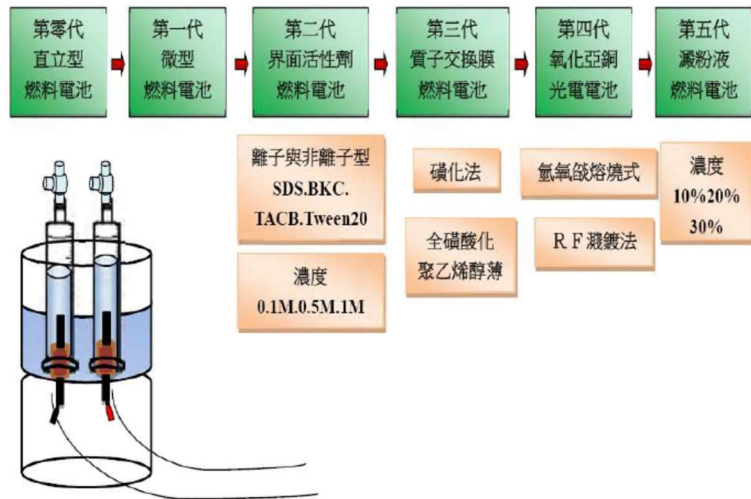 第零代
直立型
燃料電池
第一代
微型
燃料電池
第二代
界面活性劑
燃料電池
第三代
質子交換膜
燃料電池
第四代
氧化亞銅
光電電池
第五代
澱粉液
燃料電池
離子與非離子型
SDS.BKC.
TACB.Tween20
濃度
0.1M.0.5M.1M
磺化法
全磺酸化
聚乙烯醇薄
氫氧燄熔燒式
RF濺鍍法
濃度
10%20%
30%